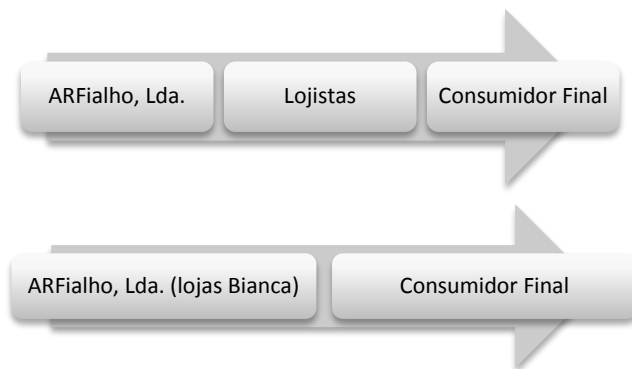 ARFialho, Lda.
Lojistas
Consumidor Final
ARFialho, Lda. (lojas Bianca)
Consumidor Final